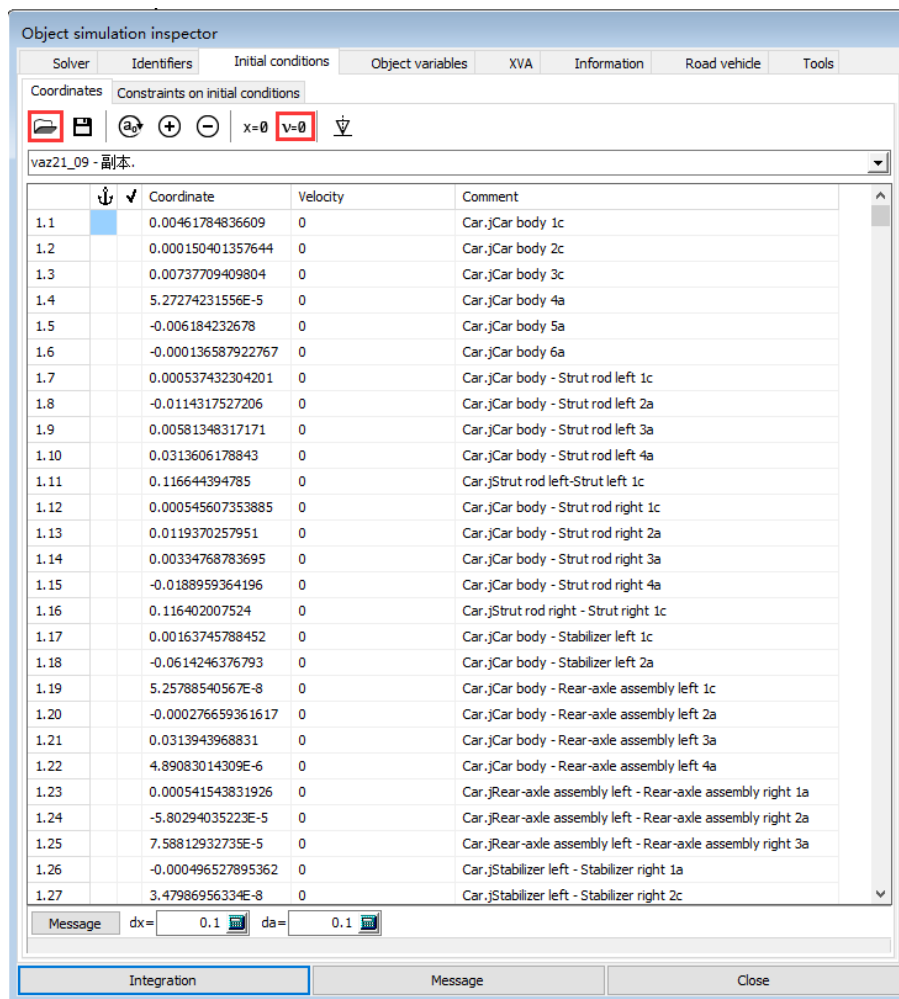 Object simulation inspector
Solver Identifiers Initial conditions Object variables XVA Information Road vehicle Tools
Coordinates Constraints on initial conditions
a₀ x=0 v=0
vaz21_09 - 副本.
Coordinate Velocity Comment
1.1 0.00461784836609 0 Car.jCar body 1c
1.2 0.000150401357644 0 Car.jCar body 2c
1.3 0.00737709409804 0 Car.jCar body 3c
1.4 5.27274231556E-5 0 Car.jCar body 4a
1.5 -0.006184232678 0 Car.jCar body 5a
1.6 -0.000136587922767 0 Car.jCar body 6a
1.7 0.000537432304201 0 Car.jCar body - Strut rod left 1c
1.8 -0.0114317527206 0 Car.jCar body - Strut rod left 2a
1.9 0.00581348317171 0 Car.jCar body - Strut rod left 3a
1.10 0.0313606178843 0 Car.jCar body - Strut rod left 4a
1.11 0.116644394785 0 Car.jStrut rod left-Strut left 1c
1.12 0.000545607353885 0 Car.jCar body - Strut rod right 1c
1.13 0.0119370257951 0 Car.jCar body - Strut rod right 2a
1.14 0.00334768783695 0 Car.jCar body - Strut rod right 3a
1.15 -0.0188959364196 0 Car.jCar body - Strut rod right 4a
1.16 0.116402007524 0 Car.jStrut rod right - Strut right 1c
1.17 0.00163745788452 0 Car.jCar body - Stabilizer left 1c
1.18 -0.0614246376793 0 Car.jCar body - Stabilizer left 2a
1.19 5.25788540567E-8 0 Car.jCar body - Rear-axle assembly left 1c
1.20 -0.000276659361617 0 Car.jCar body - Rear-axle assembly left 2a
1.21 0.0313943968831 0 Car.jCar body - Rear-axle assembly left 3a
1.22 4.89083014309E-6 0 Car.jCar body - Rear-axle assembly left 4a
1.23 0.000541543831926 0 Car.jRear-axle assembly left - Rear-axle assembly right 1a
1.24 -5.80294035223E-5 0 Car.jRear-axle assembly left - Rear-axle assembly right 2a
1.25 7.58812932735E-5 0 Car.jRear-axle assembly left - Rear-axle assembly right 3a
1.26 -0.000496527895362 0 Car.jStabilizer left - Stabilizer right 1a
1.27 3.47986956334E-8 0 Car.jStabilizer left - Stabilizer right 2c
Message dx= 0.1 da= 0.1
Integration Message Close